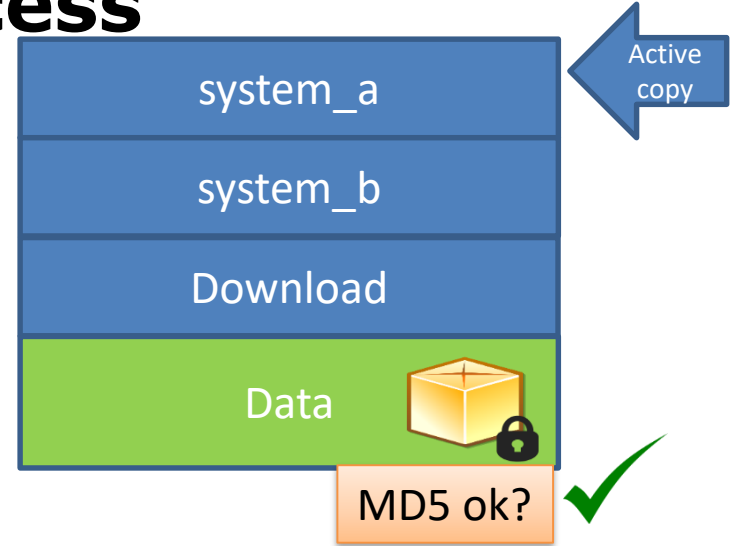 system_a
Active
copy
system_b
Download
Data
MD5 ok?